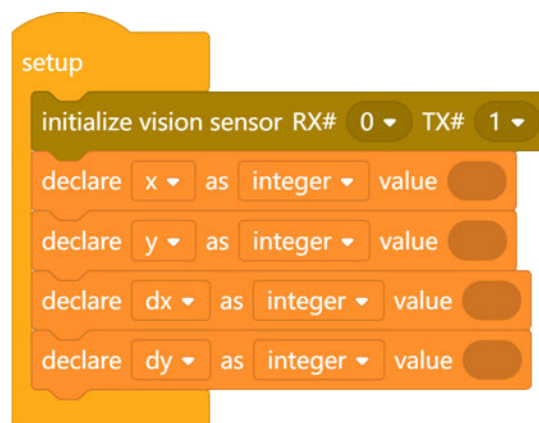 setup
initialize vision sensor RX# 0 TX# 1
declare x as integer value
declare y as integer value
declare dx as integer value
declare dy as integer value